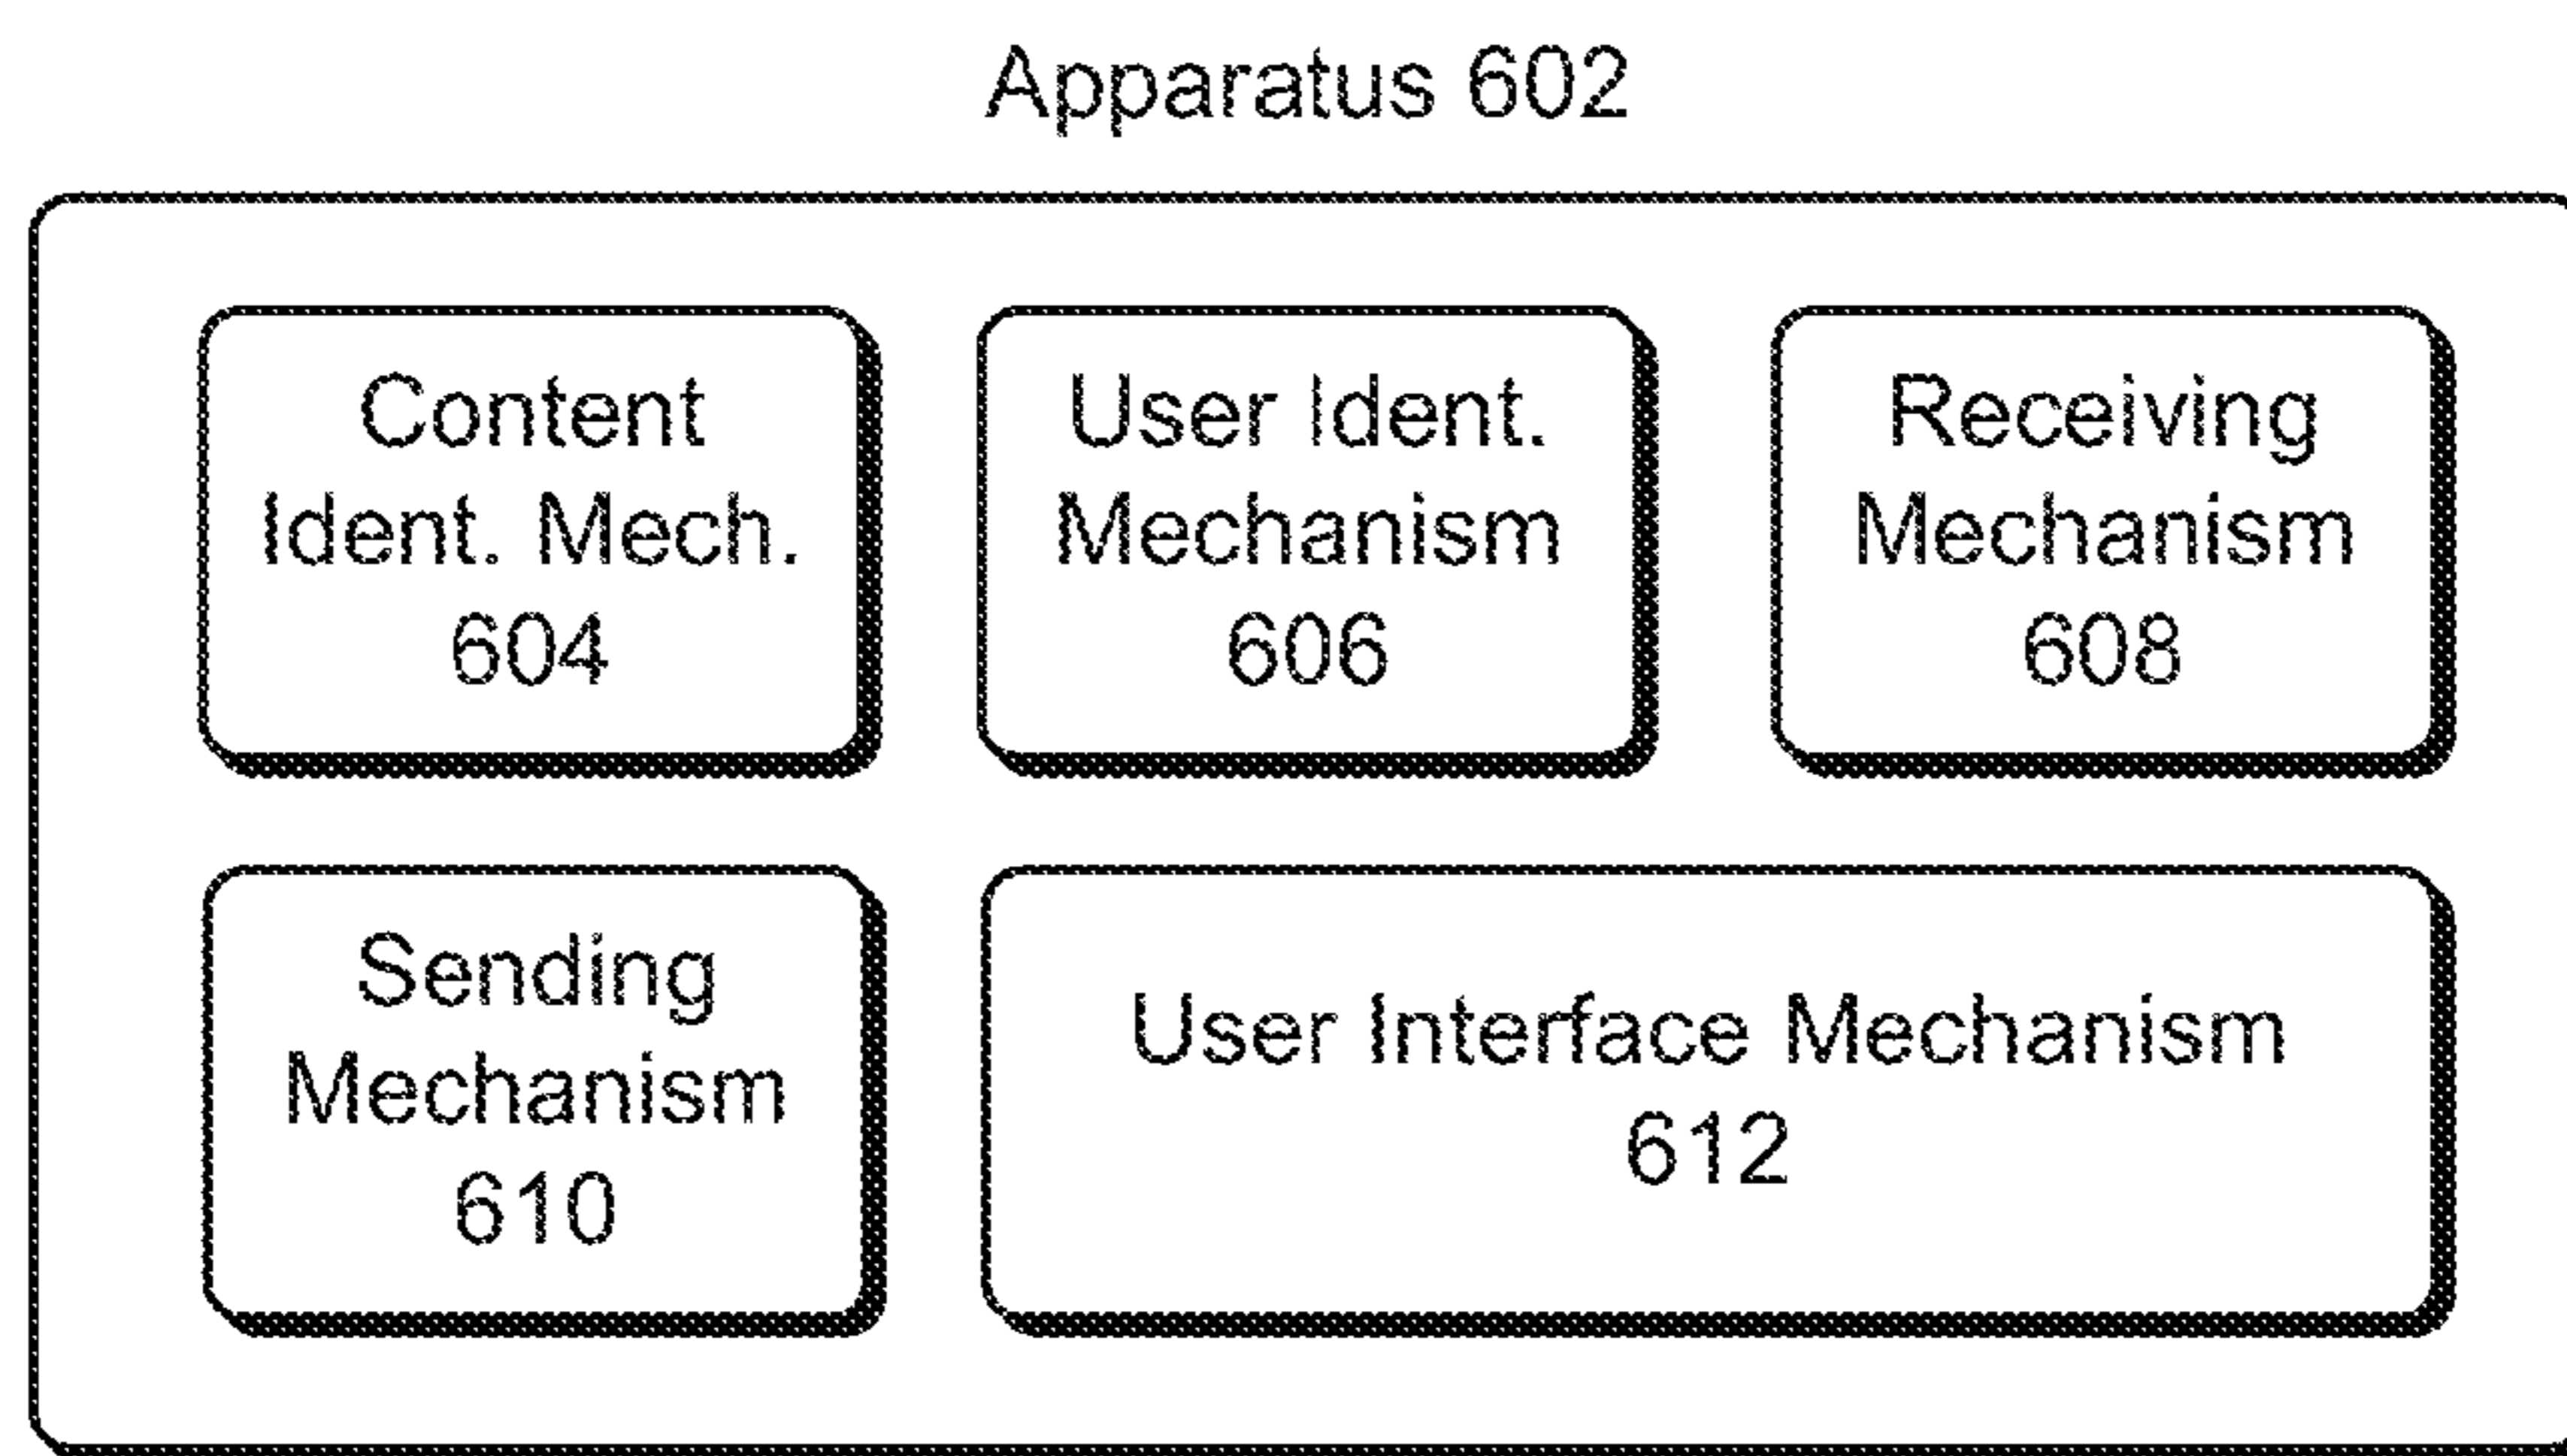 Apparatus 602
Content
Ident. Mech.
604
User Ident.
Mechanism
606
Receiving
Mechanism
608
Sending
Mechanism
610
User Interface Mechanism
612